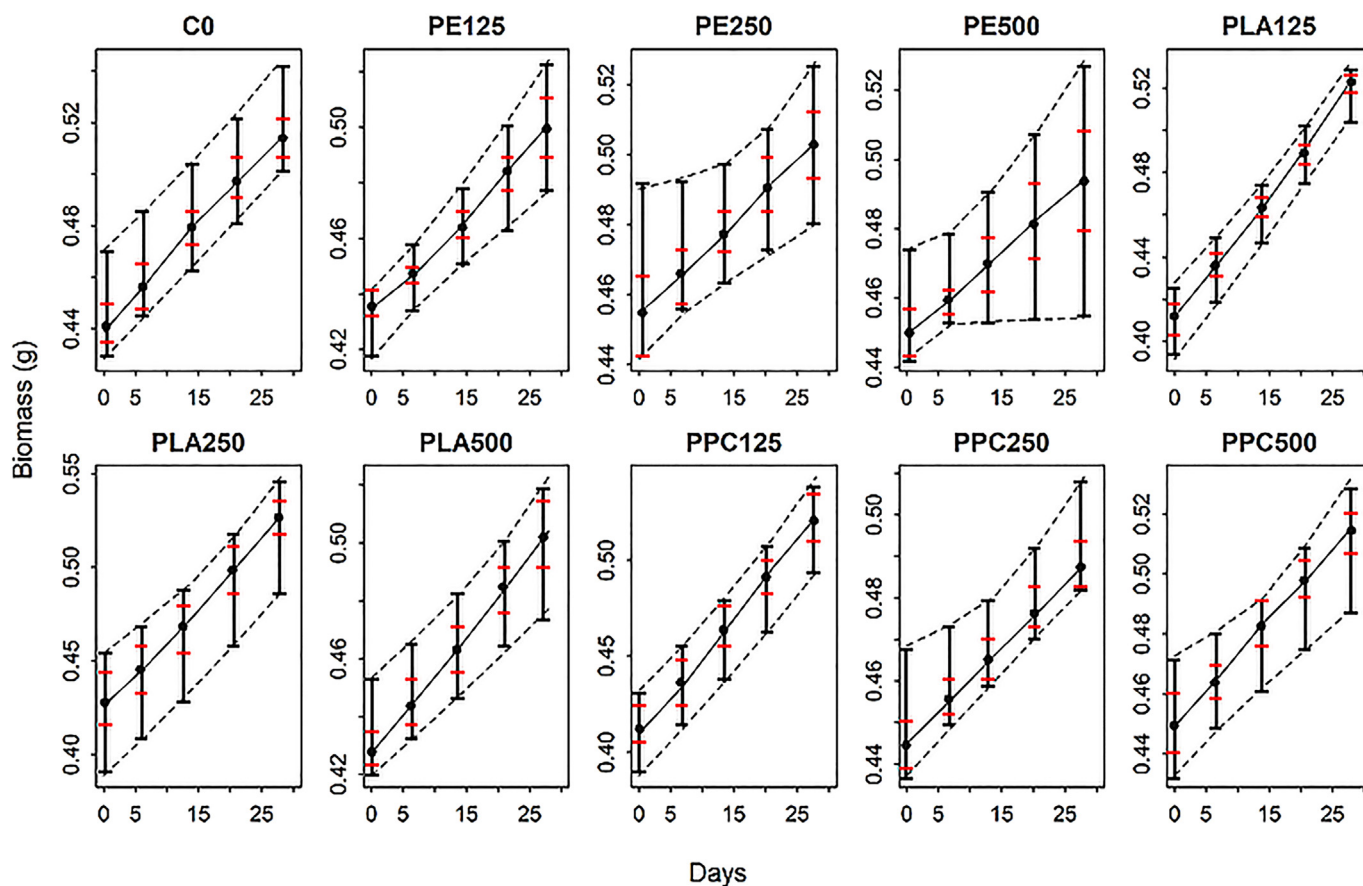 C0 PE125 PE250 PE500 PLA125
0.44 0.48 0.52
0.42 0.46 0.50
0.44 0.46 0.48 0.50 0.52
0.44 0.46 0.48 0.50 0.52
0.40 0.44 0.48 0.52
0 5 15 25 0 5 15 25 0 5 15 25 0 5 15 25 0 5 15 25
Biomass (g)
PLA250 PLA500 PPC125 PPC250 PPC500
0.40 0.45 0.50 0.55
0.42 0.46 0.50
0.40 0.45 0.50
0.44 0.46 0.48 0.50
0.44 0.46 0.48 0.50 0.52
0 5 15 25 0 5 15 25 0 5 15 25 0 5 15 25 0 5 15 25
Days